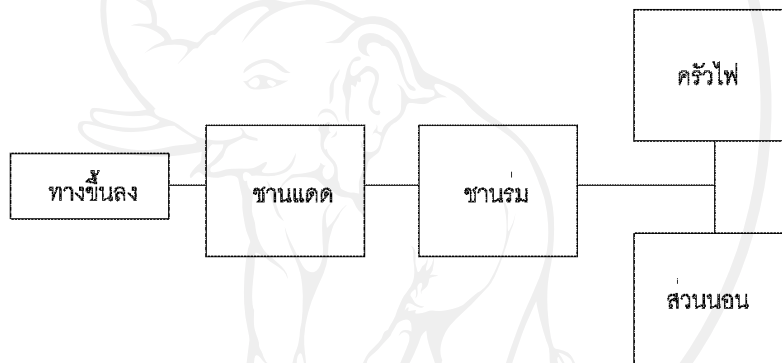 ครัวไฟ
ทางขึ้นลง
ชานแดด
ชานร่ม
ส่วนนอน